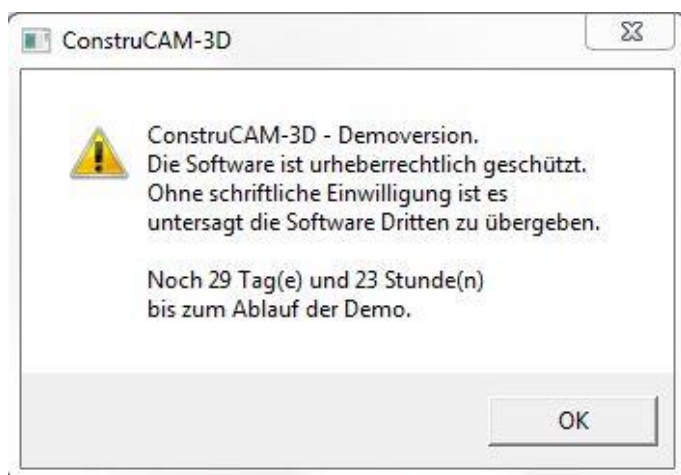 ConstruCAM-3D
ConstruCAM-3D - Demoversion.
Die Software ist urheberrechtlich geschützt.
Ohne schriftliche Einwilligung ist es
untersagt die Software Dritten zu übergeben.
Noch 29 Tag(e) und 23 Stunde(n)
bis zum Ablauf der Demo.
OK